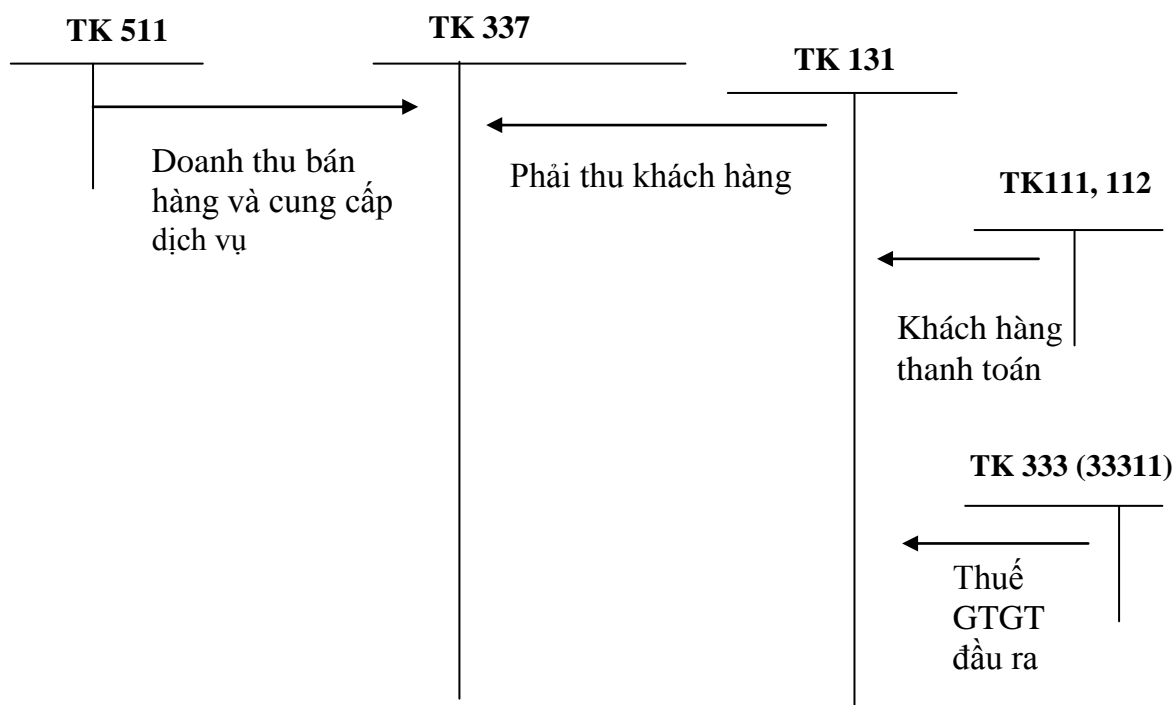 TK 511
TK 337
TK 131
Doanh thu bán
hàng và cung cấp
dịch vụ
Phải thu khách hàng
TK111, 112
Khách hàng
thanh toán
TK 333 (33311)
Thuế
GTGT
đầu ra